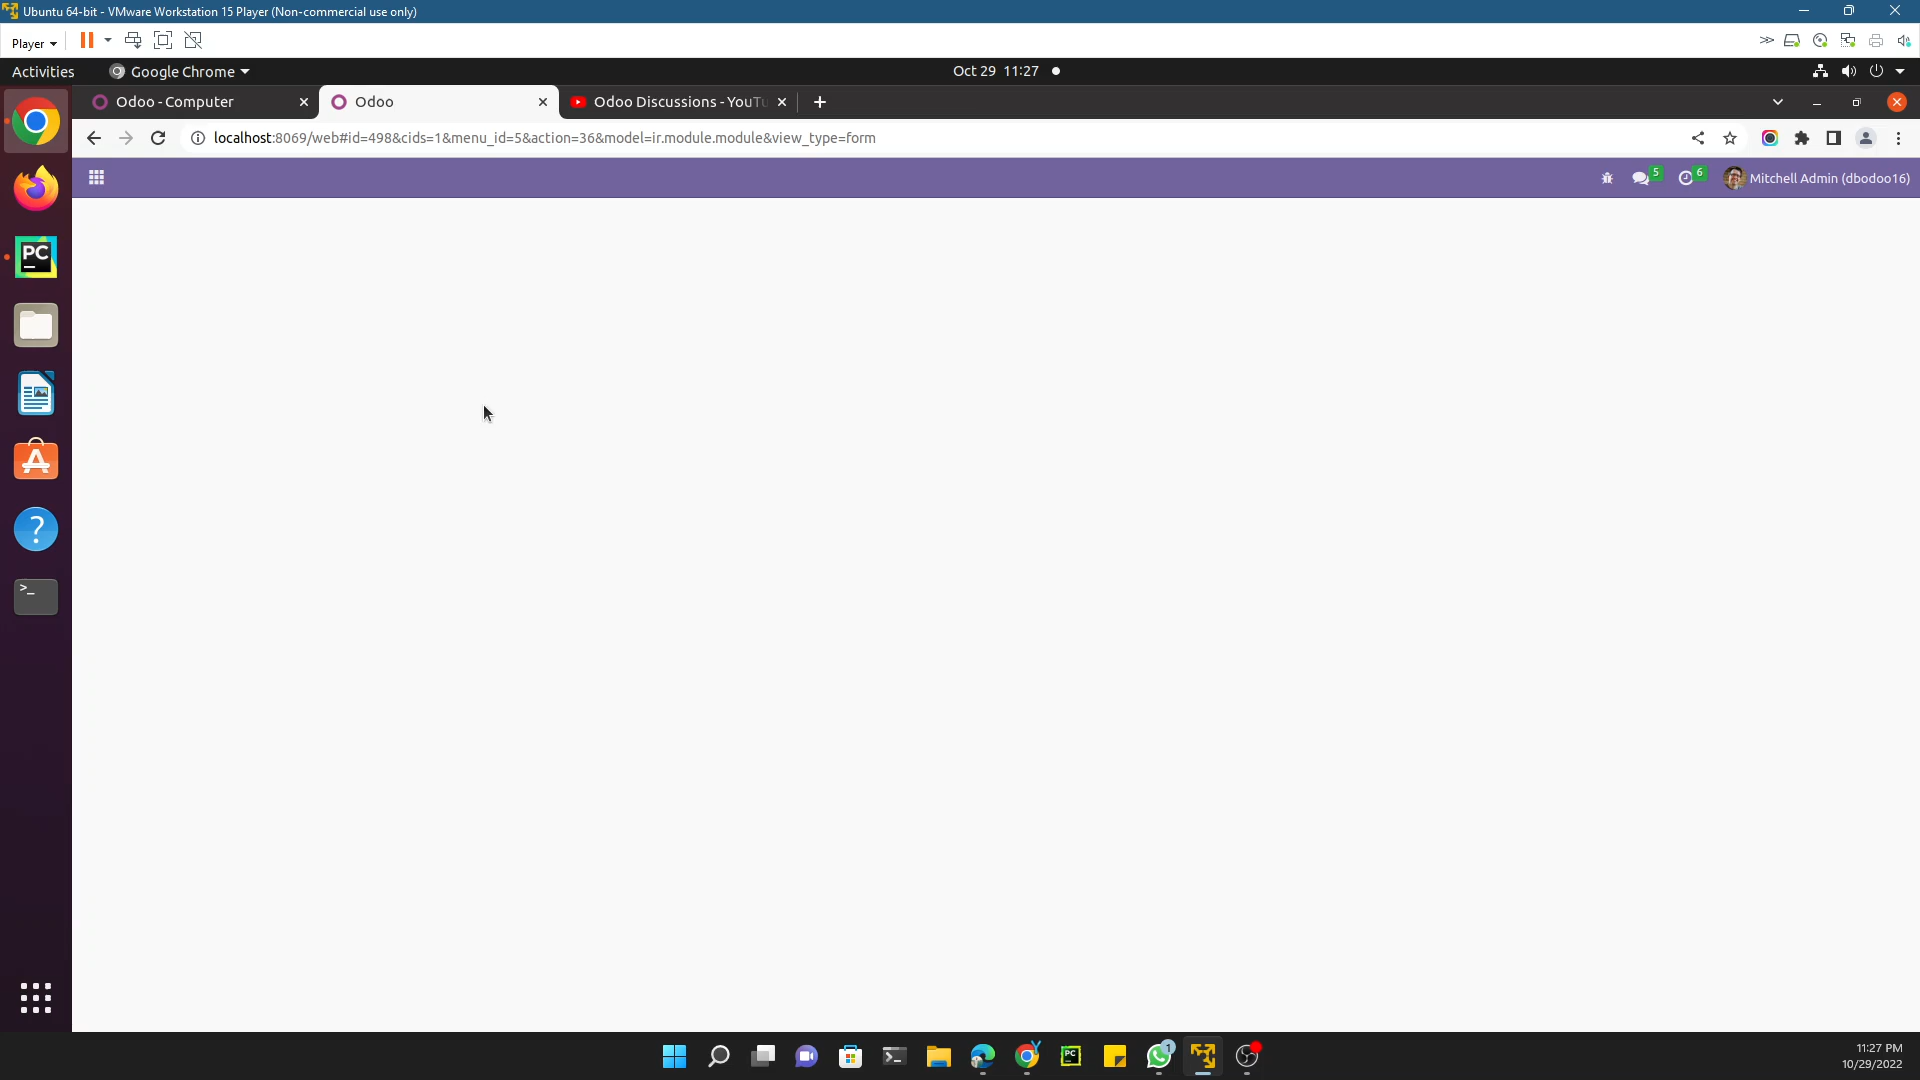 Ubuntu 64-bit - VMware Workstation 15 Player (Non-commercial use only)
Player
Activities
Google Chrome
Oct 29 11:27
Odoo - Computer
Odoo
Odoo Discussions - YouTu
localhost:8069/web#id=498&cids=1&menu_id=5&action=36&model=ir.module.module&view_type=form
5
6
Mitchell Admin (dbodoo16)
PC
>_
?
PC
1
11:27 PM
10/29/2022